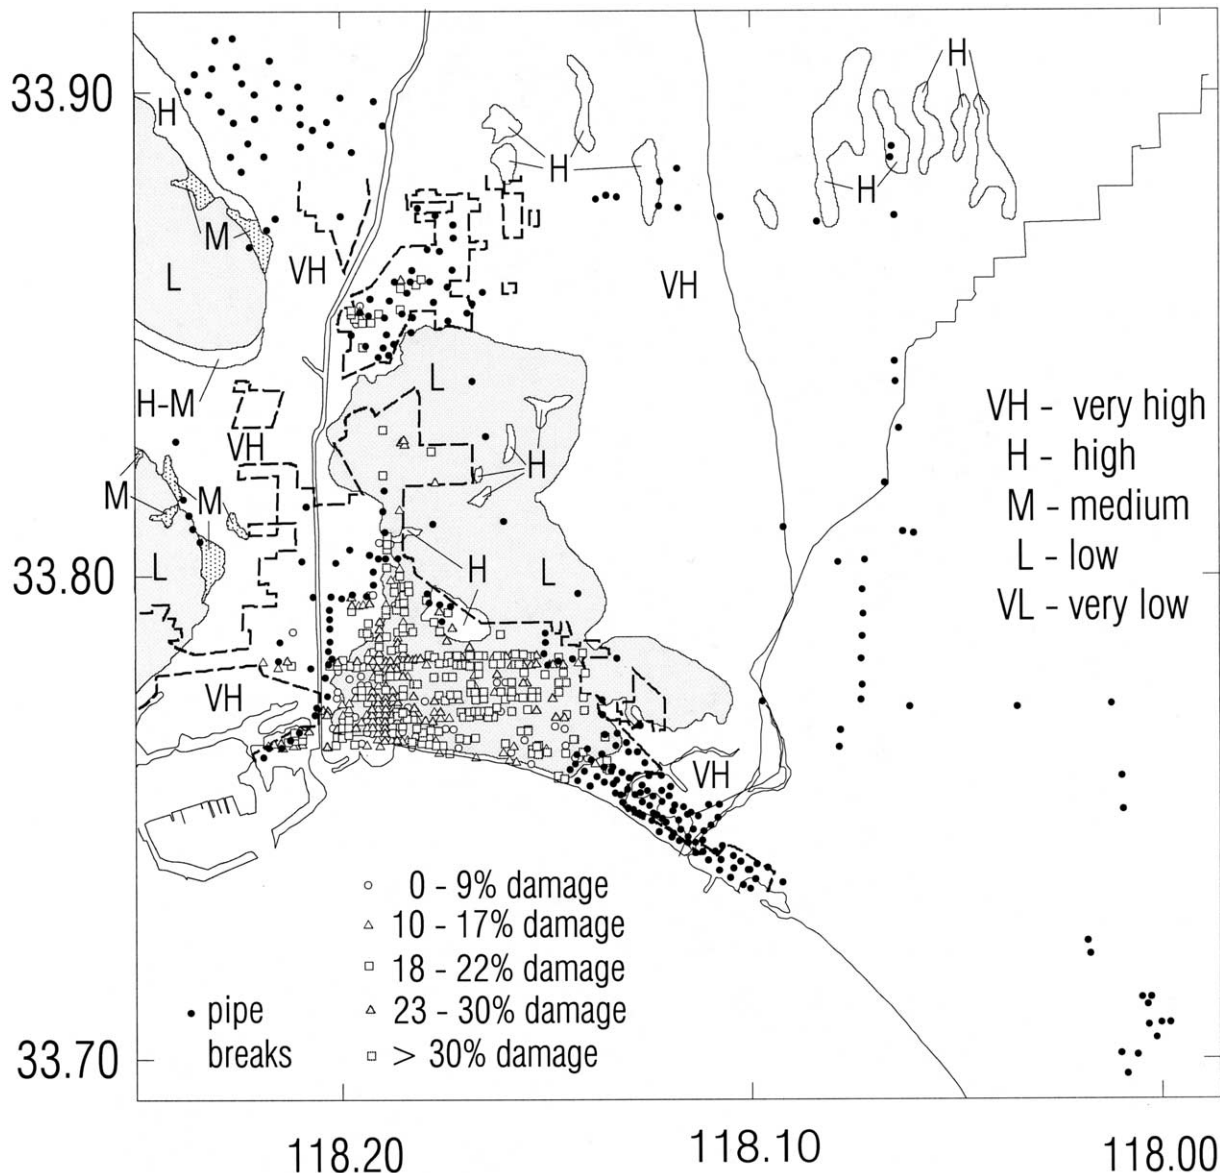 H
H
33.90
H
H
H
M
VH
L
VH
L
H-M
VH - very high
VH
H - high
H
M
M
M - medium
L
H
L
L - low
33.80
VL - very low
VH
VH
0 - 9% damage
10 - 17% damage
18 - 22% damage
pipe
23 - 30% damage
breaks
> 30% damage
33.70
118.20
118.10
118.00